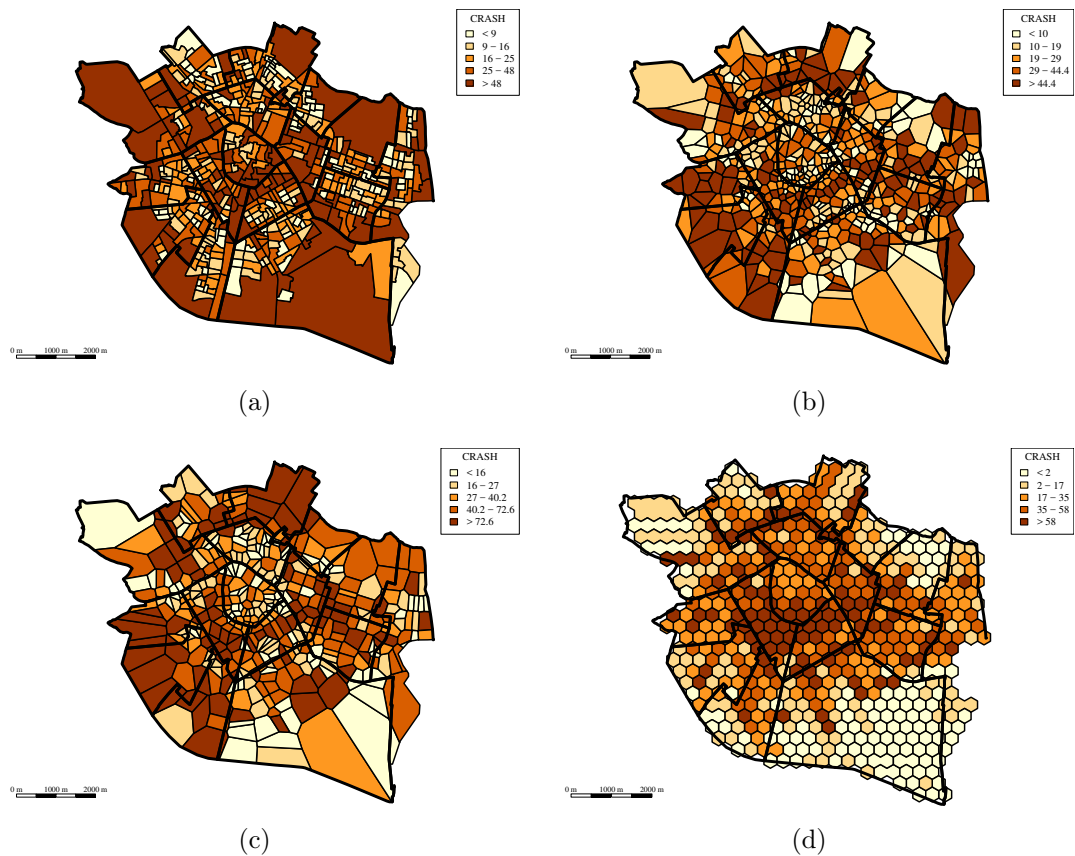 CRASH
< 9
9 − 16
16 − 25
25 − 48
> 48
0 m 1000 m 2000 m
(a)
CRASH
< 10
10 − 19
19 − 29
29 − 44.4
> 44.4
0 m 1000 m 2000 m
(b)
CRASH
< 16
16 − 27
27 − 40.2
40.2 − 72.6
> 72.6
0 m 1000 m 2000 m
(c)
CRASH
< 2
2 − 17
17 − 35
35 − 58
> 58
0 m 1000 m 2000 m
(d)